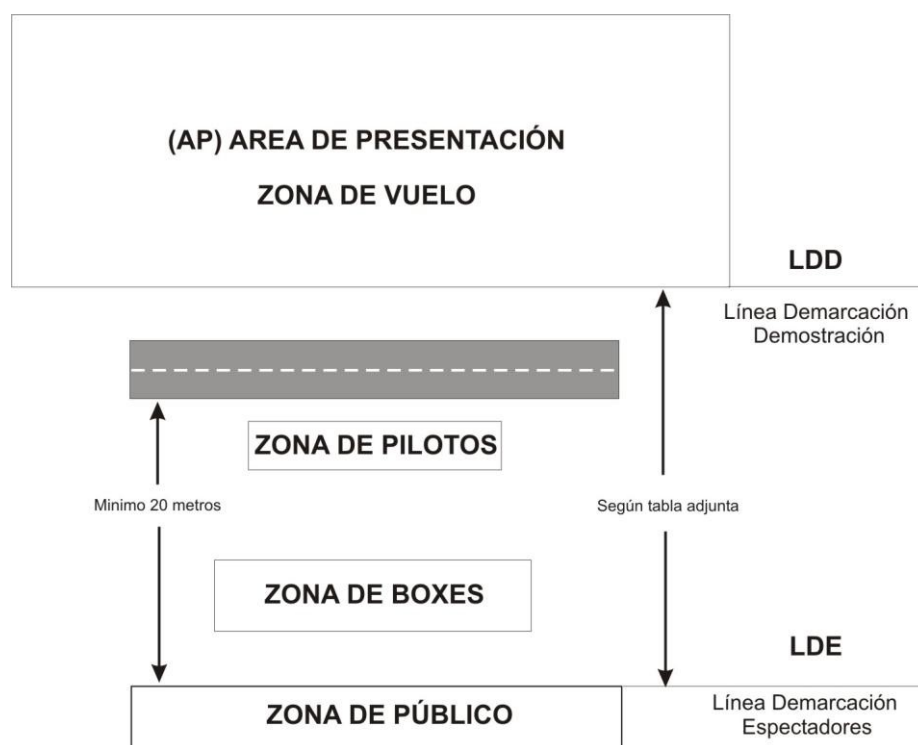 (AP) AREA DE PRESENTACIÓN
ZONA DE VUELO
LDD
Línea Demarcación
Demostración
ZONA DE PILOTOS
Minimo 20 metros
Según tabla adjunta
ZONA DE BOXES
LDE
Línea Demarcación
Espectadores
ZONA DE PÚBLICO